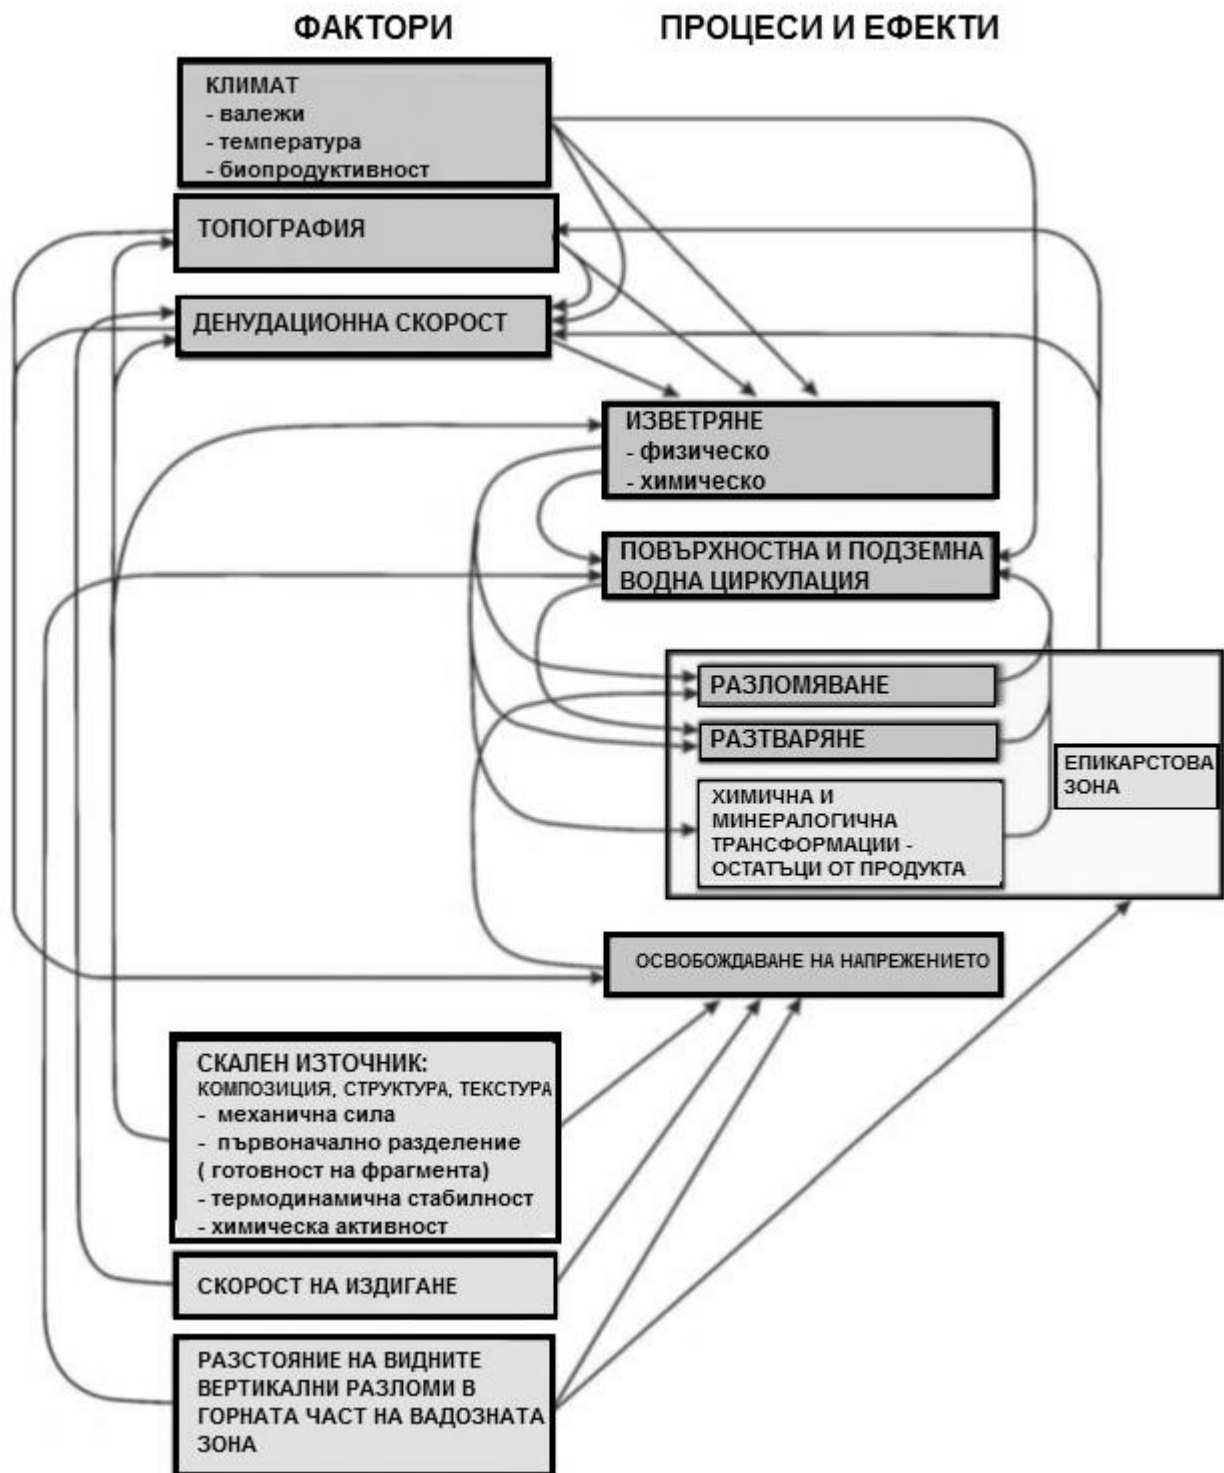 ФАКТОРИ
ПРОЦЕСИ И ЕФЕКТИ
КЛИМАТ
- валежи
- температура
- биопродуктивност
ТОПОГРАФИЯ
ДЕНУДАЦИОННА СКОРОСТ
ИЗВЕТРЯНЕ
- физическо
- химическо
ПОВЪРХНОСТНА И ПОДЗЕМНА
ВОДНА ЦИРКУЛАЦИЯ
РАЗЛОМЯВАНЕ
РАЗТВАРЯНЕ
ХИМИЧНА И
МИНЕРАЛОГИЧНА
ТРАНСФОРМАЦИИ -
ОСТАТЪЦИ ОТ ПРОДУКТА
ЕПИКАРСТОВА
ЗОНА
ОСВОБОЖДАВАНЕ НА НАПРЕЖЕНИЕТО
СКАЛЕН ИЗТОЧНИК:
КОМПОЗИЦИЯ, СТРУКТУРА, ТЕКСТУРА
- механична сила
- първоначално разделение
( готовност на фрагмента)
- термодинамична стабилност
- химическа активност
СКОРОСТ НА ИЗДИГАНЕ
РАЗСТОЯНИЕ НА ВИДНИТЕ
ВЕРТИКАЛНИ РАЗЛОМИ В
ГОРНАТА ЧАСТ НА ВАДОЗНАТА
ЗОНА